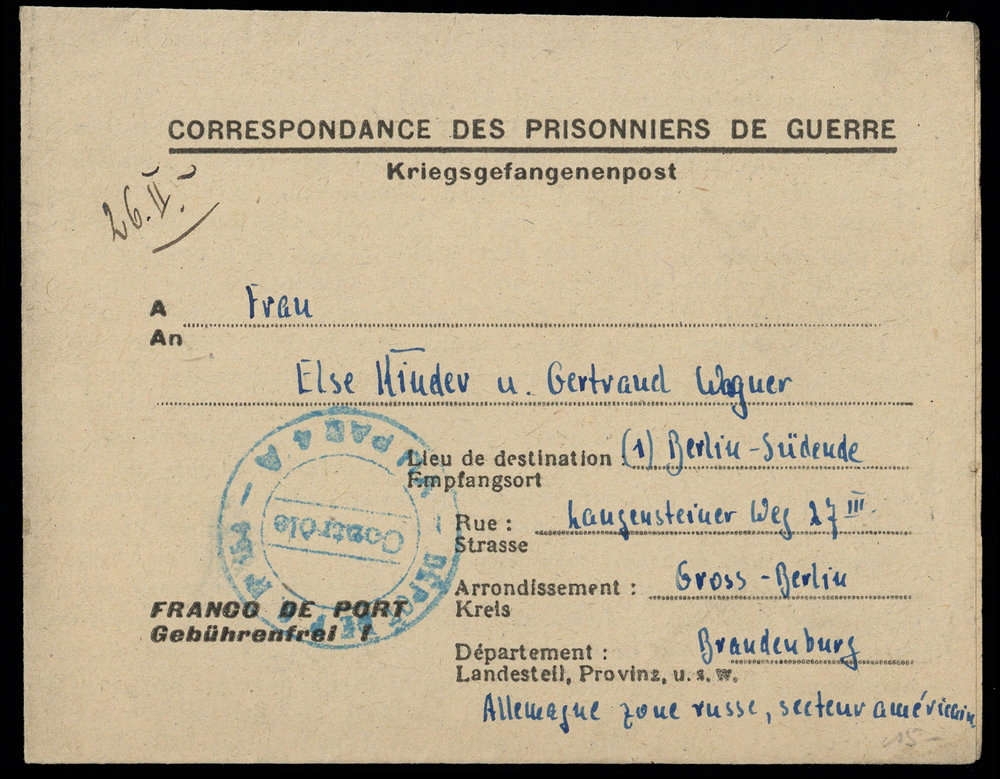 CORRESPONDANCE DES PRISONNIERS DE GUERRE
Kriegsgefangenenpost
26.II.
A Frau
An
Else Kinder u. Gertraud Wagner
Lieu de destination : (1) Berlin-Südende
Empfangsort
Rue : Langensteiner Weg 27 III.
Strasse
Arrondissement : Gross-Berlin
Kreis
FRANCO DE PORT
Gebührenfrei !
Département : Brandenburg
Landesteil, Provinz, u. s. w.
Allemagne zone russe, secteur américain
Contrôle
15-